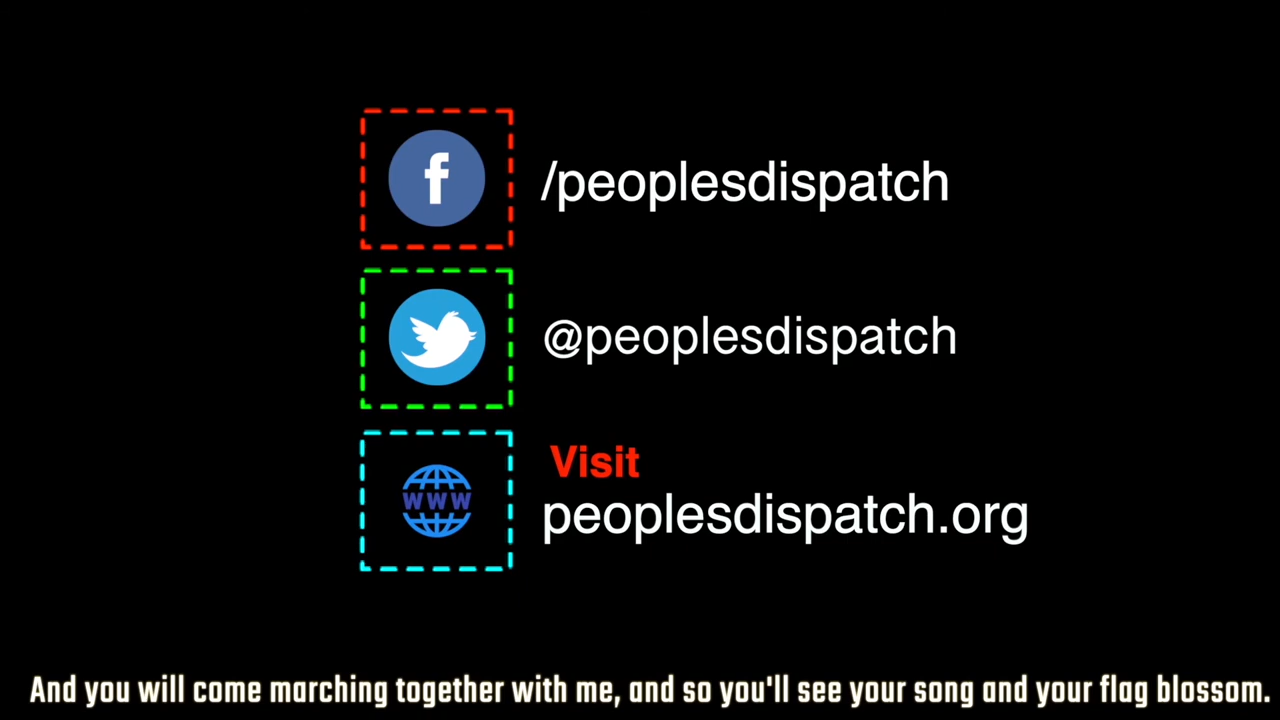 f
/peoplesdispatch
@peoplesdispatch
Visit
WWW
peoplesdispatch.org
And you will come marching together with me, and so you'll see your song and your flag blossom.